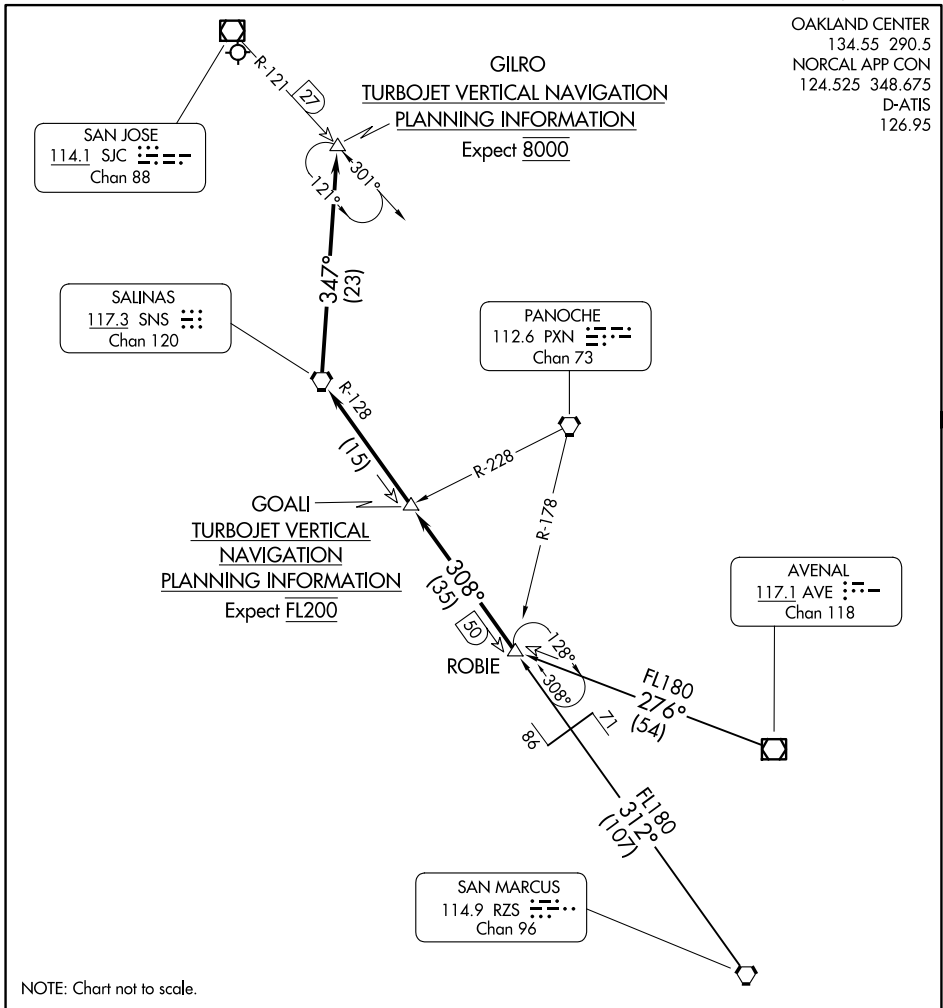 OAKLAND CENTER
134.55 290.5
NORCAL APP CON
124.525 348.675
D-ATIS
126.95
GILRO
TURBOJET VERTICAL NAVIGATION
PLANNING INFORMATION
Expect 8000
R-121
27
SAN JOSE
114.1 SJC
Chan 88
301°
121°
347°
(23)
SALINAS
117.3 SNS
Chan 120
PANOCHE
112.6 PXN
Chan 73
R-128
(15)
R-228
R-178
GOALI
TURBOJET VERTICAL
NAVIGATION
PLANNING INFORMATION
Expect FL200
308°
(35)
50
ROBIE
128°
308°
AVENAL
117.1 AVE
Chan 118
FL180
276°
(54)
71
86
FL180
312°
(107)
SAN MARCUS
114.9 RZS
Chan 96
NOTE: Chart not to scale.